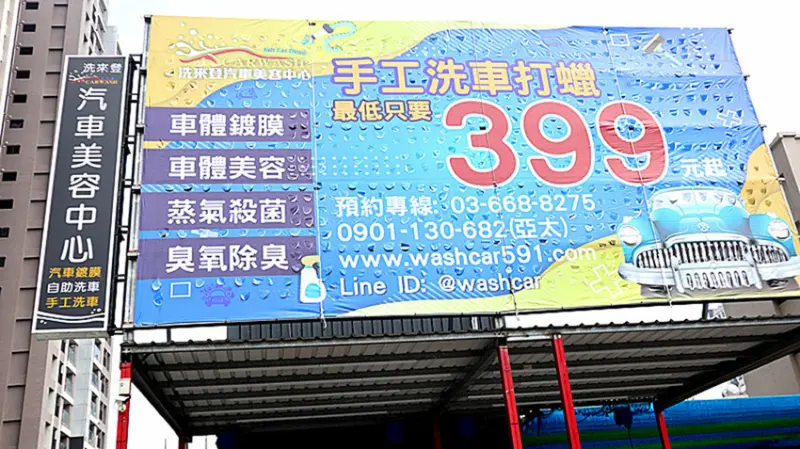 洗來登
CARWASH
汽車美容中心
汽車鍍膜
自助洗車
手工洗車
CARWASH
洗來登汽車美容中心
手工洗車打蠟
最低只要
399
元起
車體鍍膜
車體美容
蒸氣殺菌
臭氧除臭
預約專線: 03-668-8275
0901-130-682(亞太)
www.washcar591.com
Line ID: @washcar